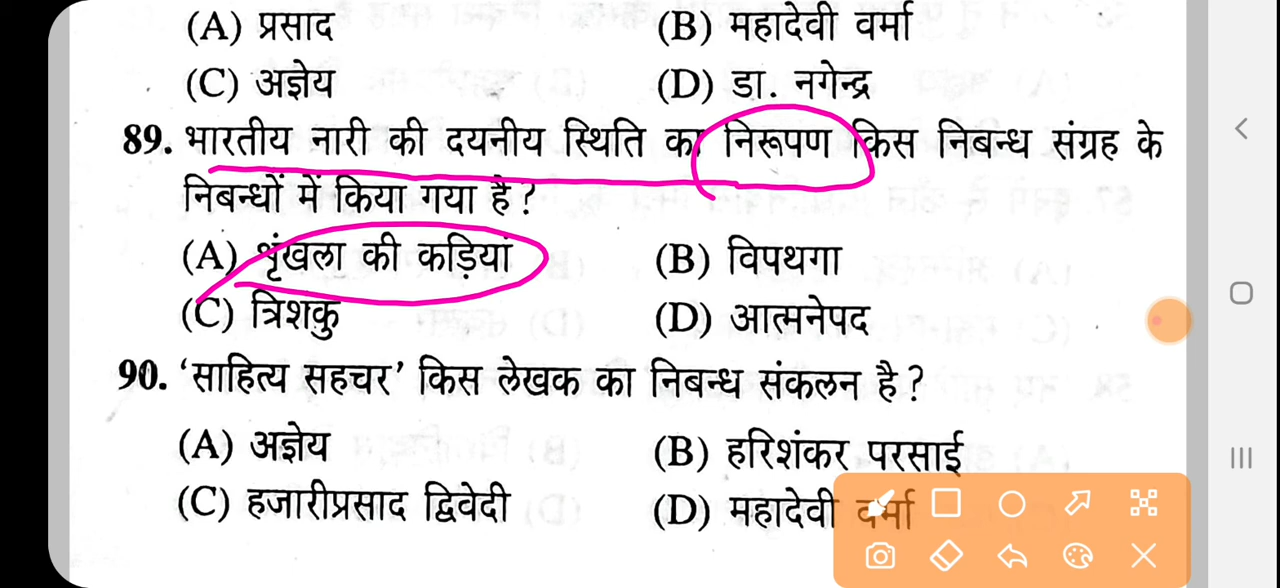 (A) प्रसाद (B) महादेवी वर्मा
(C) अज्ञेय (D) डा. नगेन्द्र
89. भारतीय नारी की दयनीय स्थिति का निरूपण किस निबन्ध संग्रह के
निबन्धों में किया गया है?
(A) शृंखला की कड़ियां (B) विपथगा
(C) त्रिशकु (D) आत्मनेपद
90. ‘साहित्य सहचर’ किस लेखक का निबन्ध संकलन है?
(A) अज्ञेय (B) हरिशंकर परसाई
(C) हजारीप्रसाद द्विवेदी (D) महादेवी वर्मा